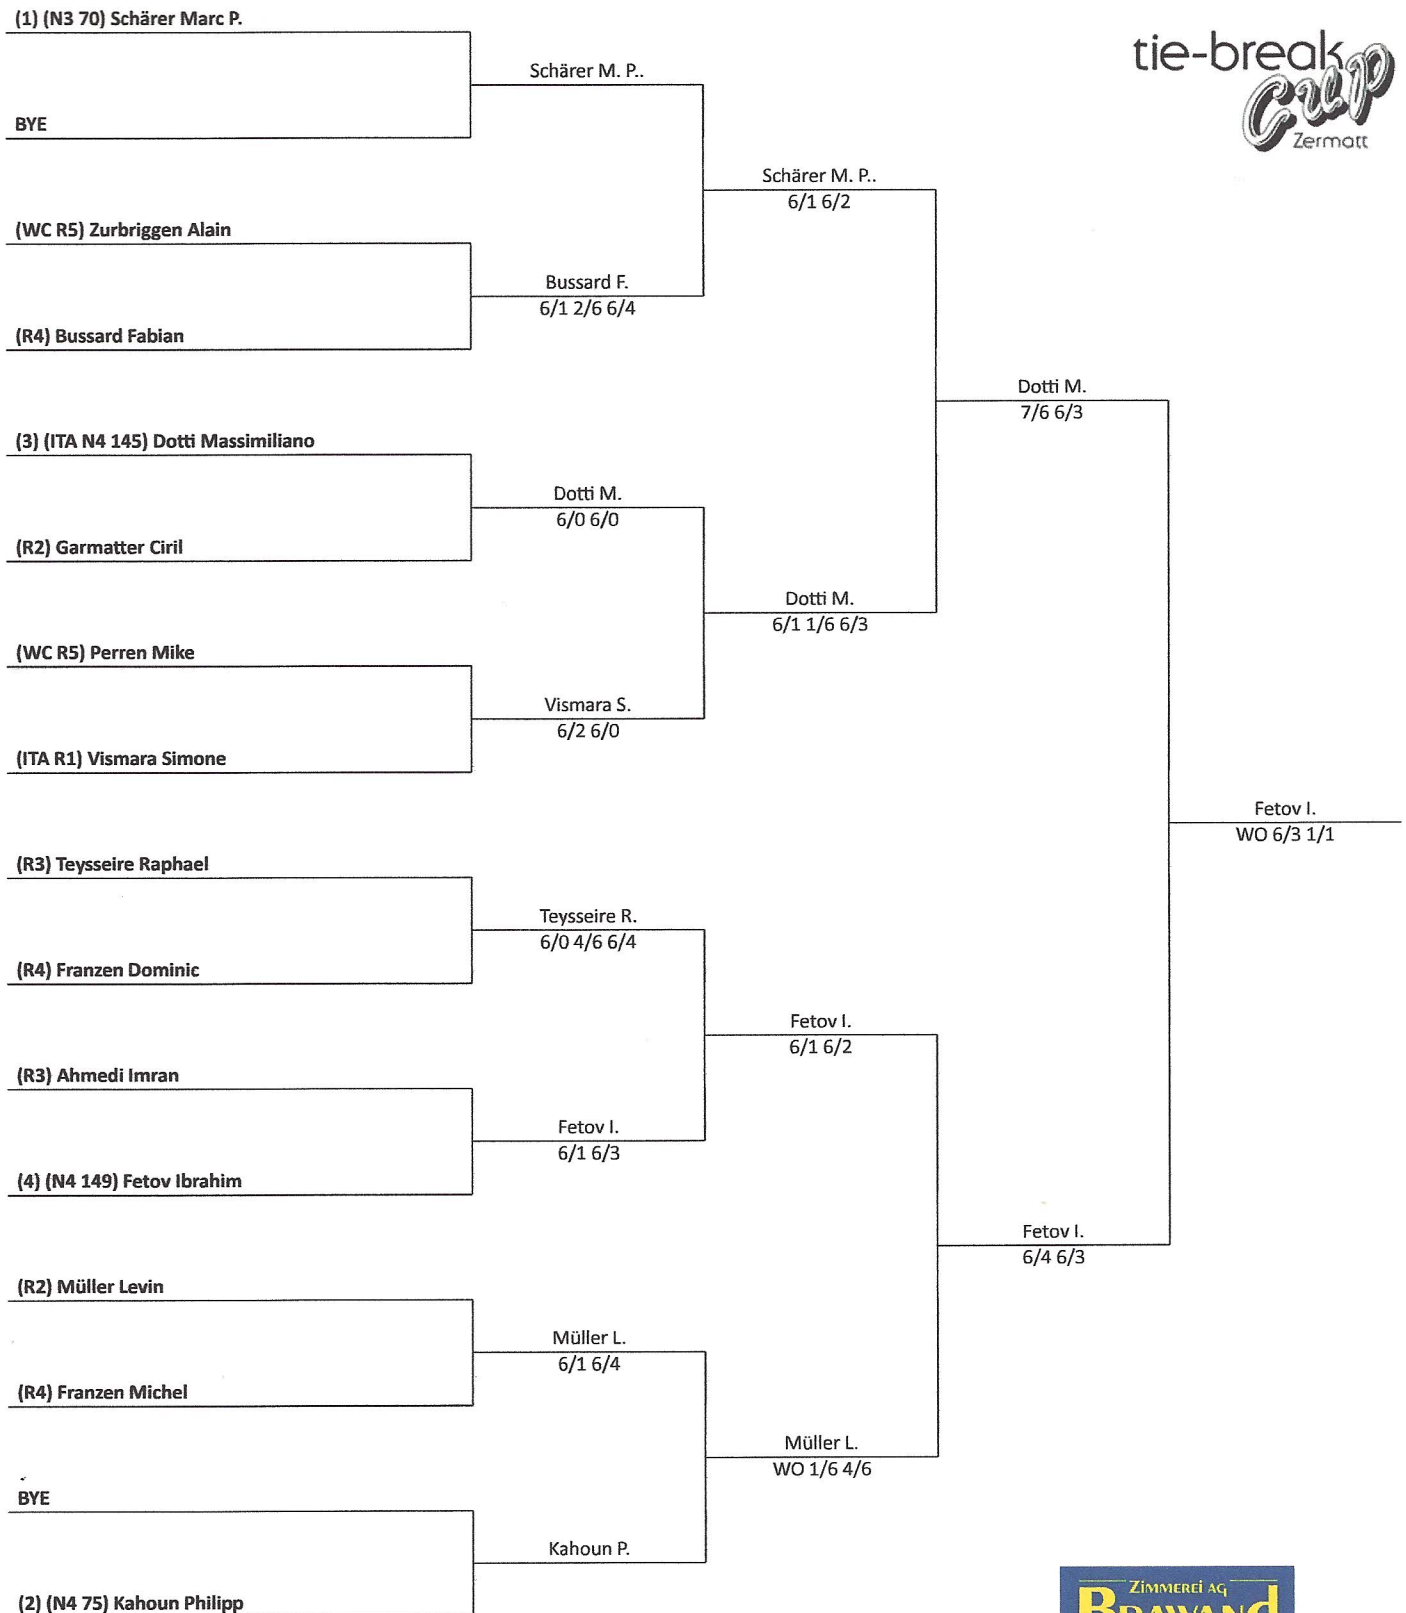 (1) (N3 70) Schärer Marc P.
tie-break
Cup
Zermatt
Schärer M. P..
BYE
Schärer M. P..
6/1 6/2
(WC R5) Zurbriggen Alain
Bussard F.
6/1 2/6 6/4
(R4) Bussard Fabian
Dotti M.
7/6 6/3
(3) (ITA N4 145) Dotti Massimiliano
Dotti M.
6/0 6/0
(R2) Garmatter Ciril
Dotti M.
6/1 1/6 6/3
(WC R5) Perren Mike
Vismara S.
6/2 6/0
(ITA R1) Vismara Simone
Fetov I.
WO 6/3 1/1
(R3) Teysseire Raphael
Teysseire R.
6/0 4/6 6/4
(R4) Franzen Dominic
Fetov I.
6/1 6/2
(R3) Ahmedi Imran
Fetov I.
6/1 6/3
(4) (N4 149) Fetov Ibrahim
Fetov I.
6/4 6/3
(R2) Müller Levin
Müller L.
6/1 6/4
(R4) Franzen Michel
Müller L.
WO 1/6 4/6
BYE
Kahoun P.
ZIMMEREI AG
BRAWAND
(2) (N4 75) Kahoun Philipp